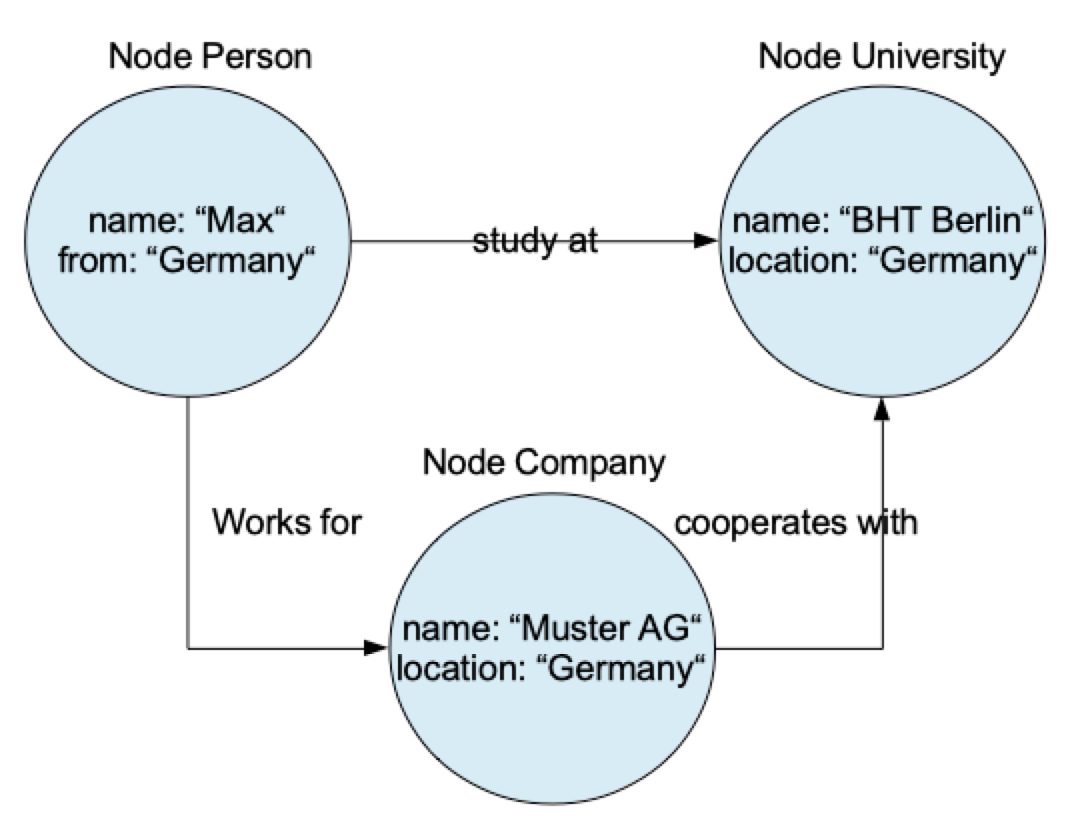 Node Person
Node University
name: “Max“
from: “Germany“
study at
name: “BHT Berlin“
location: “Germany“
Node Company
Works for
cooperates with
name: “Muster AG“
location: “Germany“